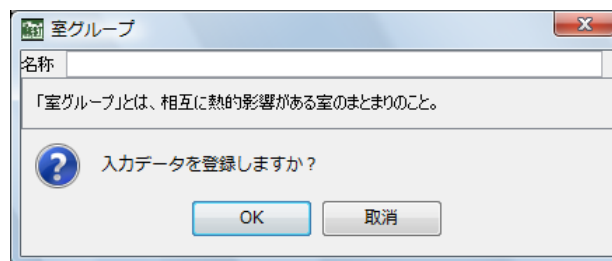 室グループ
名称
「室グループ」とは、相互に熱的影響がある室のまとまりのこと。
入力データを登録しますか？
OK
取消